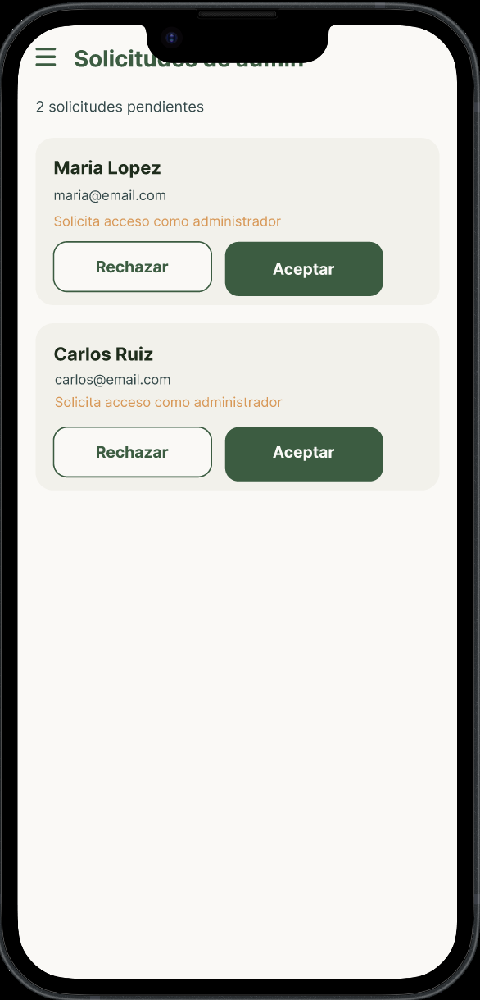 Solicitudes de admin
2 solicitudes pendientes
Maria Lopez
maria@email.com
Solicita acceso como administrador
Rechazar
Aceptar
Carlos Ruiz
carlos@email.com
Solicita acceso como administrador
Rechazar
Aceptar